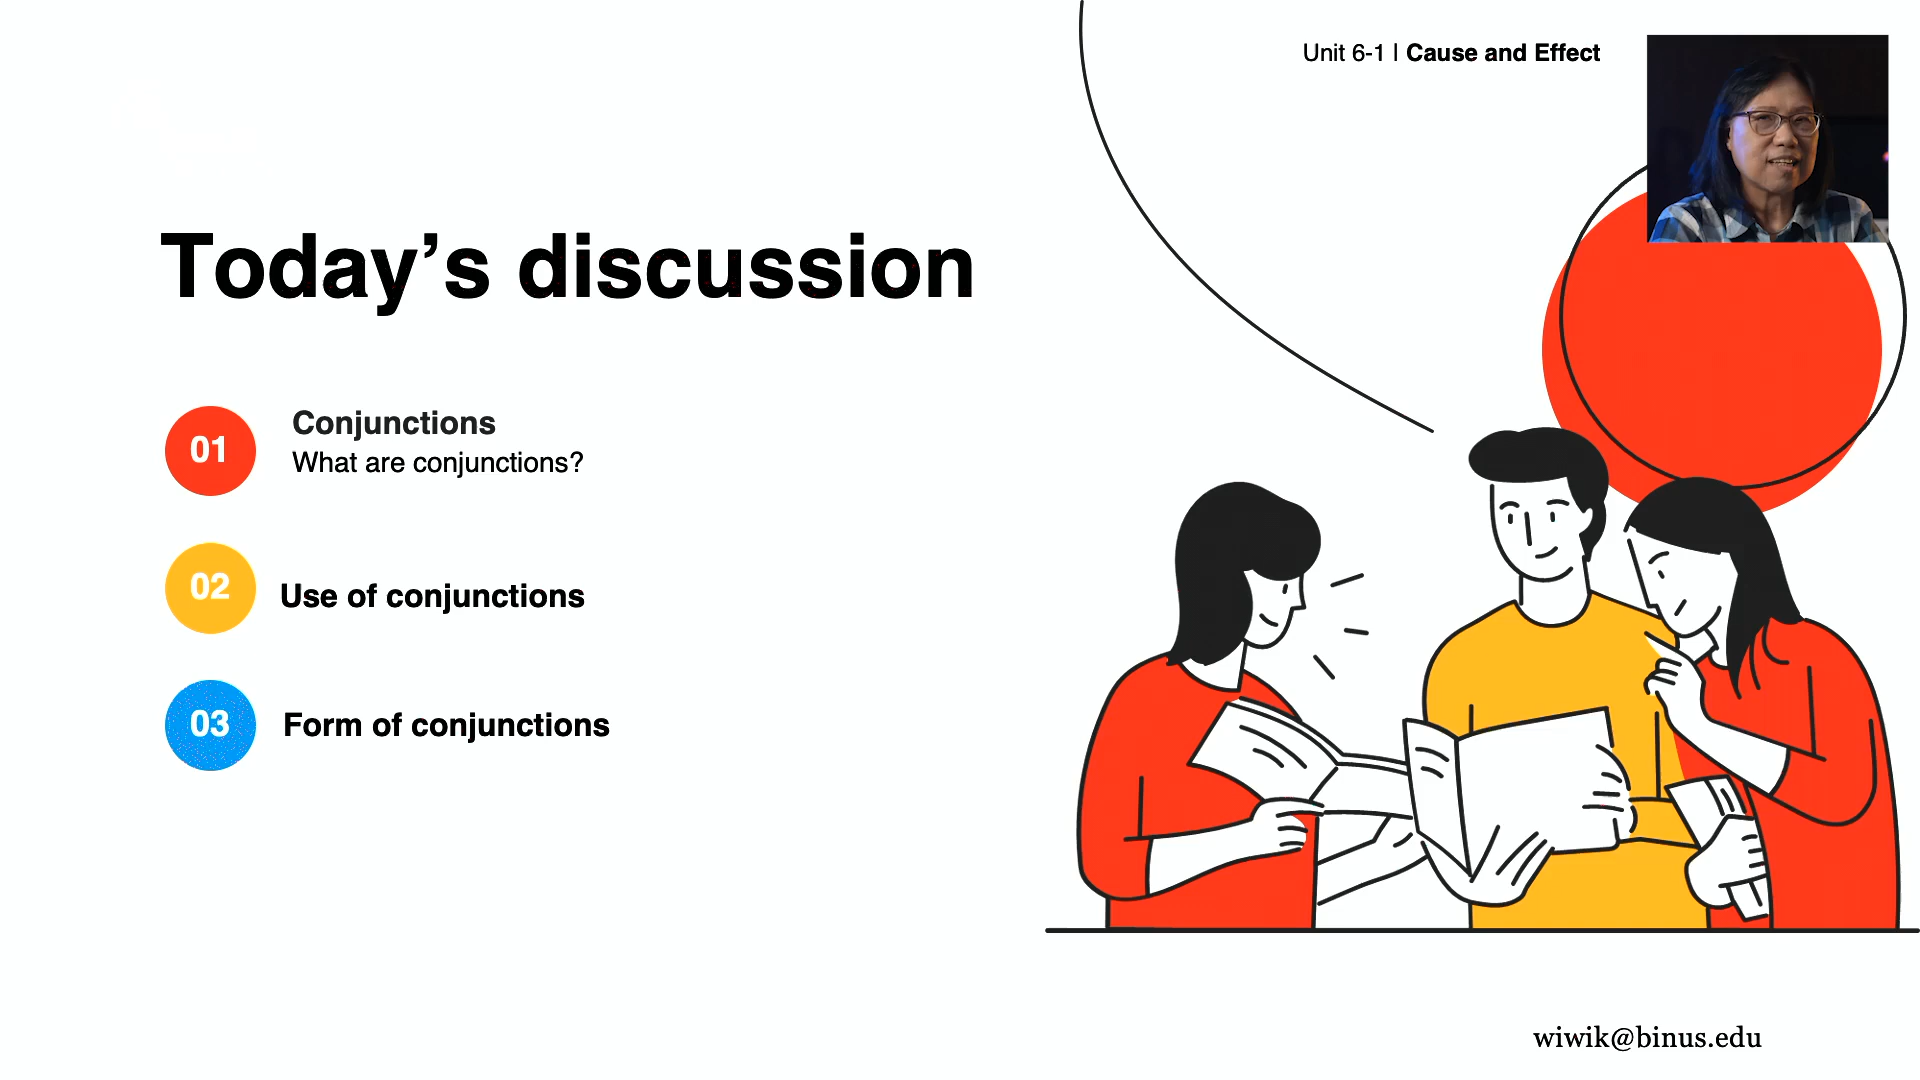 Unit 6-1 | Cause and Effect
Today’s discussion
01
Conjunctions
What are conjunctions?
02
Use of conjunctions
03
Form of conjunctions
wiwik@binus.edu